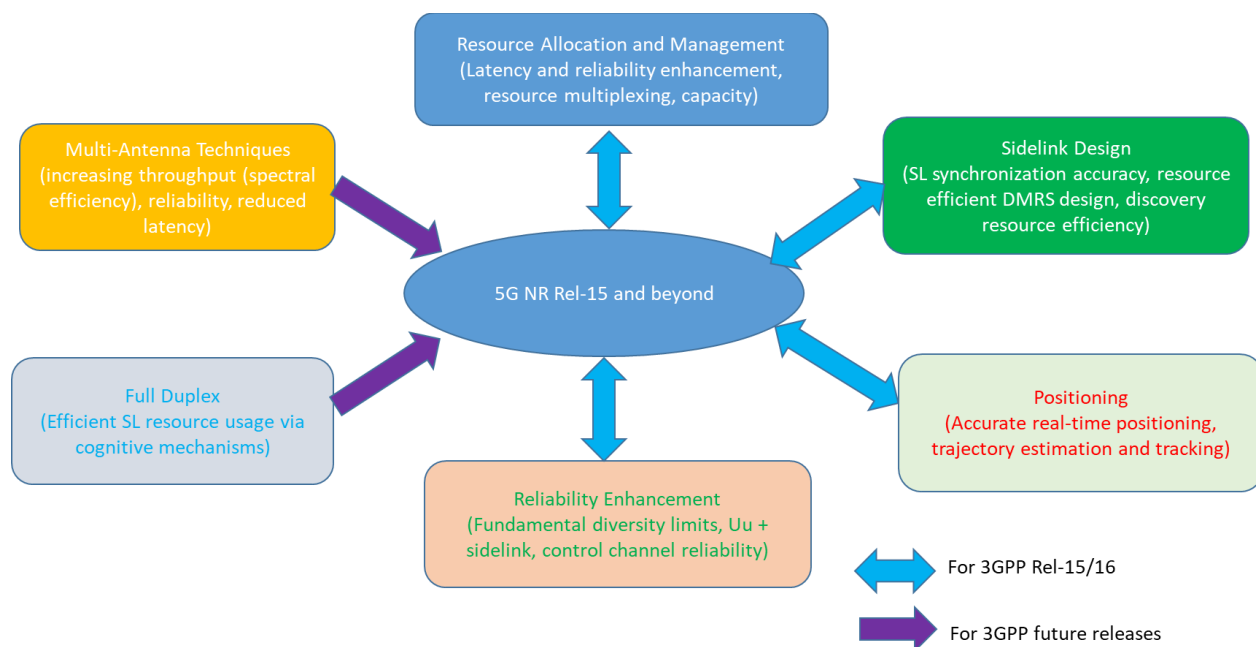 Resource Allocation and Management
(Latency and reliability enhancement,
resource multiplexing, capacity)
Multi-Antenna Techniques
(increasing throughput (spectral
efficiency), reliability, reduced
latency)
Sidelink Design
(SL synchronization accuracy, resource
efficient DMRS design, discovery
resource efficiency)
5G NR Rel-15 and beyond
Full Duplex
(Efficient SL resource usage via
cognitive mechanisms)
Positioning
(Accurate real-time positioning,
trajectory estimation and tracking)
Reliability Enhancement
(Fundamental diversity limits, Uu +
sidelink, control channel reliability)
For 3GPP Rel-15/16
For 3GPP future releases